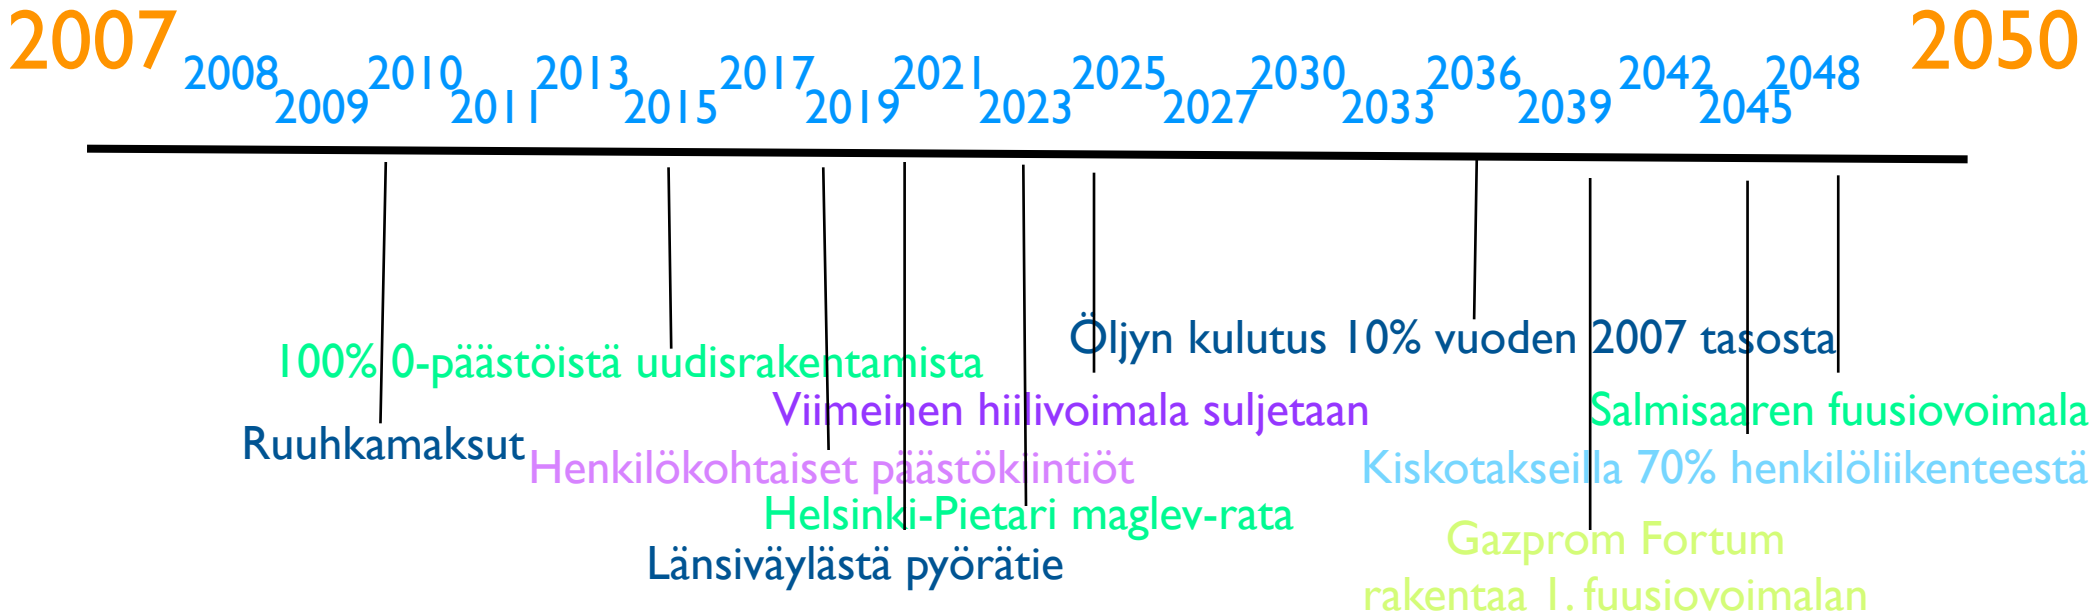 2007
2050
2008 2010 2013 2017 2021 2025 2030 2036 2042 2048
2009 2011 2015 2019 2023 2027 2033 2039 2045
Öljyn kulutus 10% vuoden 2007 tasosta
100% 0-päästöistä uudisrakentamista
Viimeinen hiilivoimala suljetaan
Salmisaaren fuusiovoimala
Ruuhkamaksut
Henkilökohtaiset päästökiintiöt
Kiskotakseilla 70% henkilöliikenteestä
Helsinki-Pietari maglev-rata
Gazprom Fortum
rakentaa 1. fuusiovoimalan
Länsiväylästä pyörätie